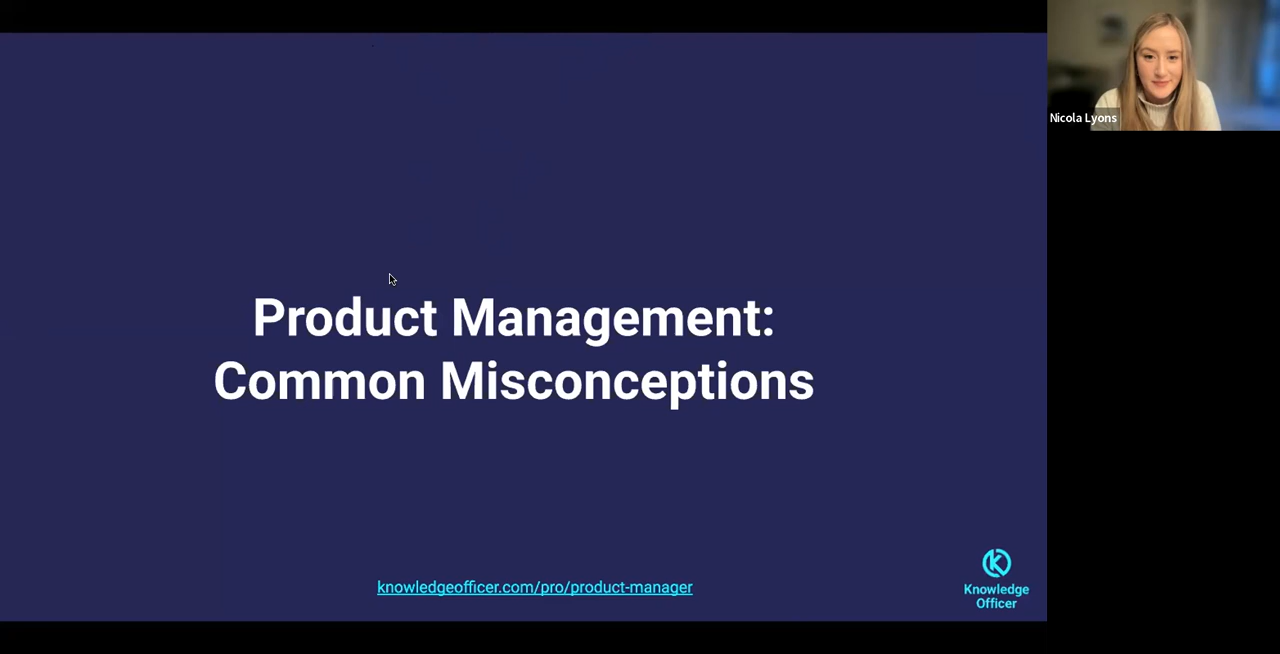 Nicola Lyons
Product Management:
Common Misconceptions
knowledgeofficer.com/pro/product-manager
Knowledge
Officer